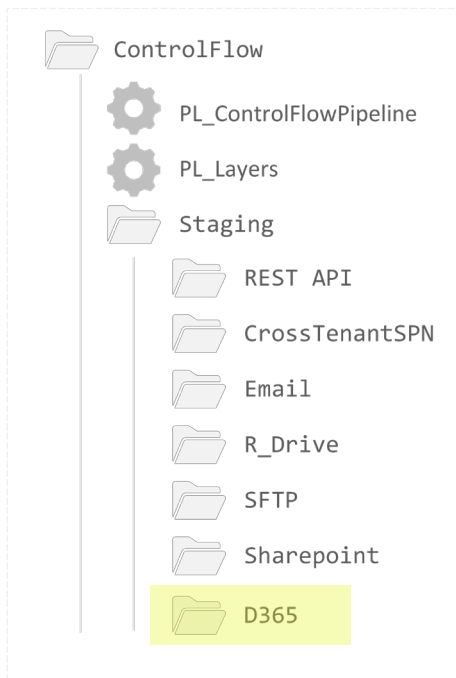 ControlFlow
PL_ControlFlowPipeline
PL_Layers
Staging
REST API
CrossTenantSPN
Email
R_Drive
SFTP
Sharepoint
D365